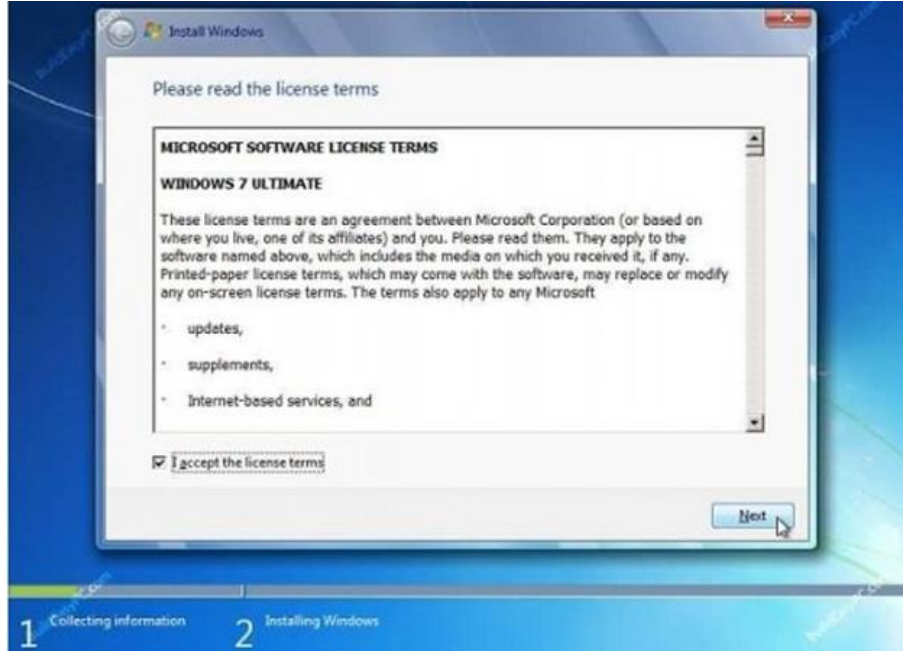 Install Windows
Please read the license terms
MICROSOFT SOFTWARE LICENSE TERMS
WINDOWS 7 ULTIMATE
These license terms are an agreement between Microsoft Corporation (or based on
where you live, one of its affiliates) and you. Please read them. They apply to the
software named above, which includes the media on which you received it, if any.
Printed-paper license terms, which may come with the software, may replace or modify
any on-screen license terms. The terms also apply to any Microsoft
· updates,
· supplements,
· Internet-based services, and
I accept the license terms
Next
1 Collecting information 2 Installing Windows